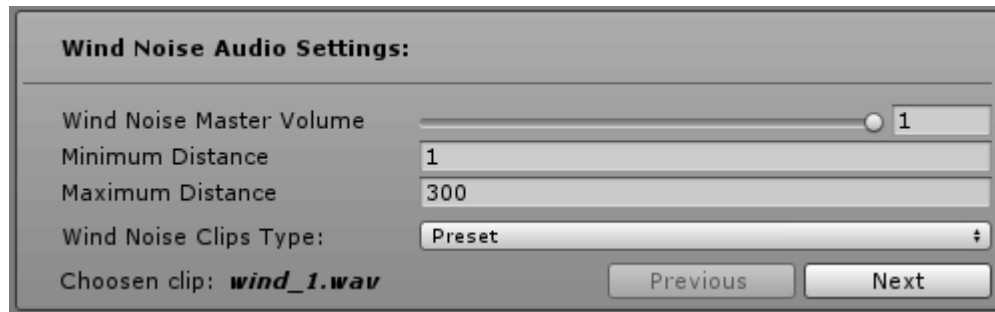 Wind Noise Audio Settings:
Wind Noise Master Volume 1
Minimum Distance 1
Maximum Distance 300
Wind Noise Clips Type: Preset
Choosen clip: wind_1.wav Previous Next